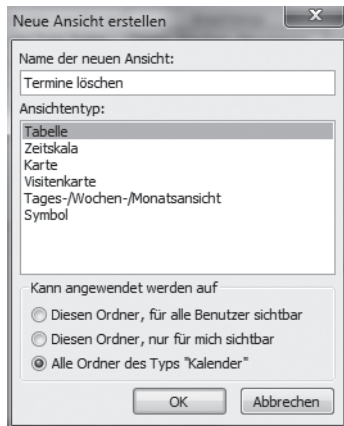 Neue Ansicht erstellen
Name der neuen Ansicht:
Termine löschen
Ansichtentyp:
Tabelle
Zeitskala
Karte
Visitenkarte
Tages-/Wochen-/Monatsansicht
Symbol
Kann angewendet werden auf
Diesen Ordner, für alle Benutzer sichtbar
Diesen Ordner, nur für mich sichtbar
Alle Ordner des Typs "Kalender"
OK Abbrechen